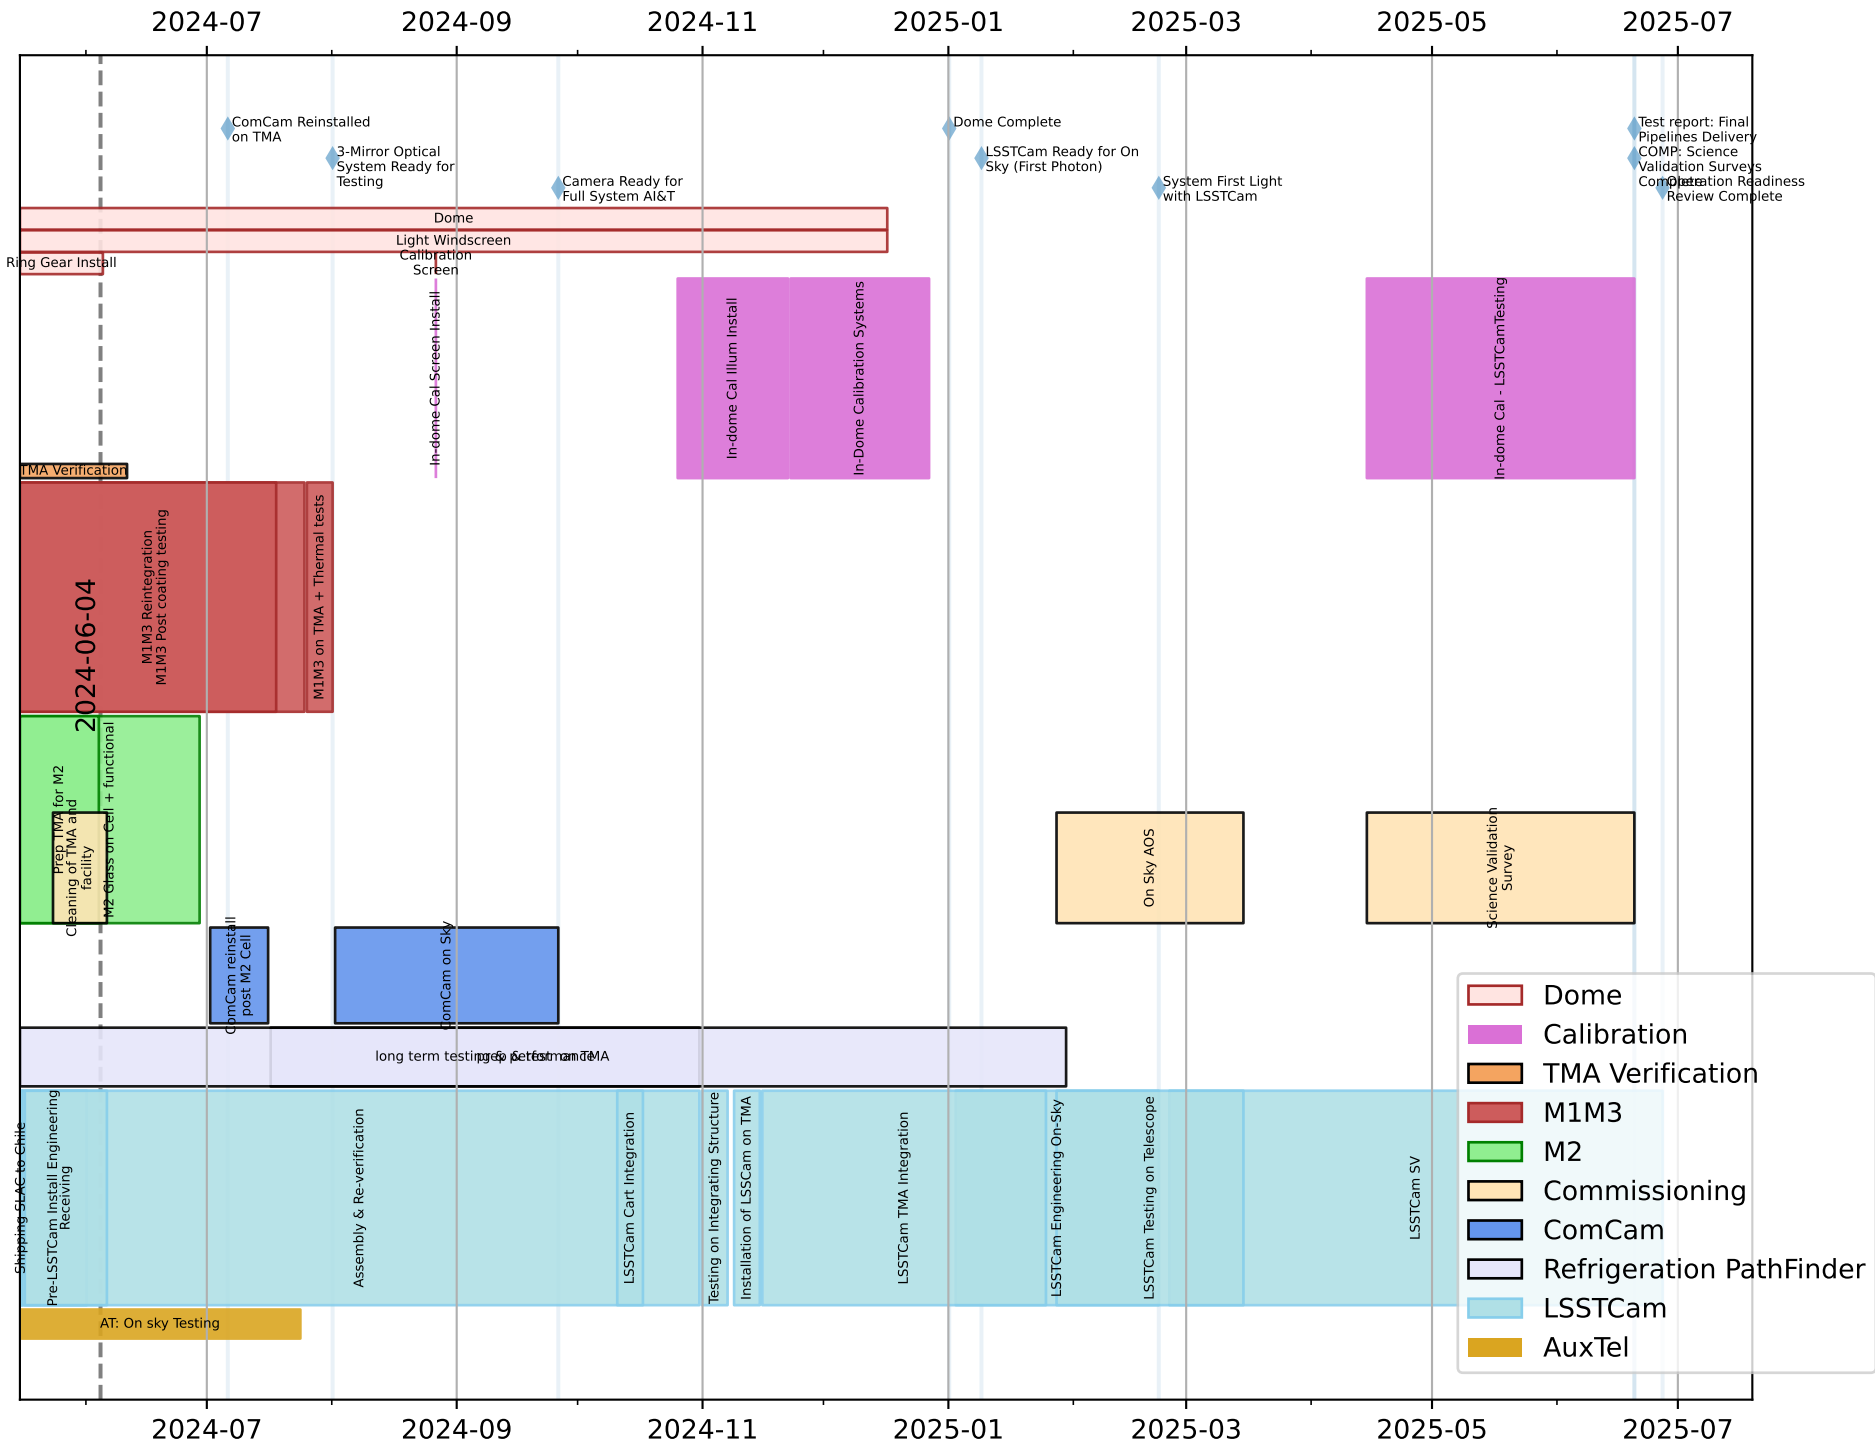 2024-07
2024-09
2024-11
2025-01
2025-03
2025-05
2025-07
ComCam Reinstalled
on TMA
3-Mirror Optical
System Ready for
Testing
Camera Ready for
Full System AI&T
Dome Complete
LSSTCam Ready for On
Sky (First Photon)
System First Light
with LSSTCam
Test report: Final
Pipelines Delivery
COMP: Science
Validation Surveys
Complete
Operation Readiness
Review Complete
Dome
Light Windscreen
Ring Gear Install
Calibration
Screen
In-dome Cal Screen Install
In-dome Cal Illum Install
In-Dome Calibration Systems
In-dome Cal - LSSTCamTesting
TMA Verification
M1M3 Reintegration
M1M3 Post coating testing
M1M3 on TMA + Thermal tests
2024-06-04
Prep TMA for M2
Cleaning of TMA and
facility
M2 Glass on Cell + functional
On Sky AOS
Science Validation
Survey
ComCam reinstall
post M2 Cell
ComCam on Sky
long term testing & performance
prep & test on TMA
Shipping SLAC to Chile
Pre-LSSTCam Install Engineering
Receiving
Assembly & Re-verification
LSSTCam Cart Integration
Testing on Integrating Structure
Installation of LSSCam on TMA
LSSTCam TMA Integration
LSSTCam Engineering On-Sky
LSSTCam Testing on Telescope
LSSTCam SV
AT: On sky Testing
Dome
Calibration
TMA Verification
M1M3
M2
Commissioning
ComCam
Refrigeration PathFinder
LSSTCam
AuxTel
2024-07
2024-09
2024-11
2025-01
2025-03
2025-05
2025-07